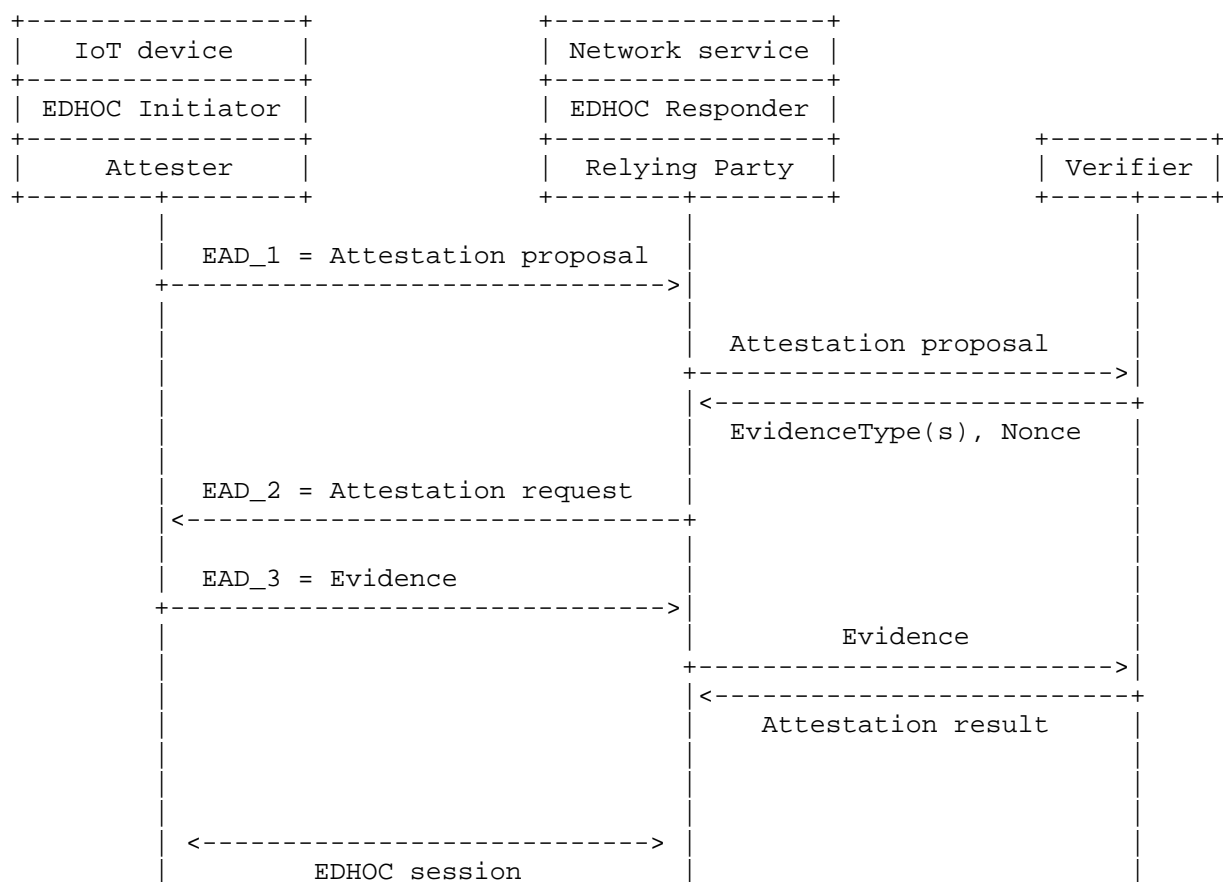 IoT device Network service
EDHOC Initiator EDHOC Responder
Attester Relying Party Verifier
EAD_1 = Attestation proposal
Attestation proposal
EvidenceType(s), Nonce
EAD_2 = Attestation request
EAD_3 = Evidence
Evidence
Attestation result
EDHOC session